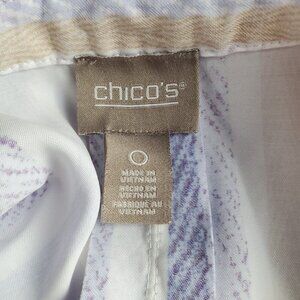 chico's®
0
MADE IN
VIETNAM
HECHO EN
VIETNAM
FABRIQUE AU
VIETNAM